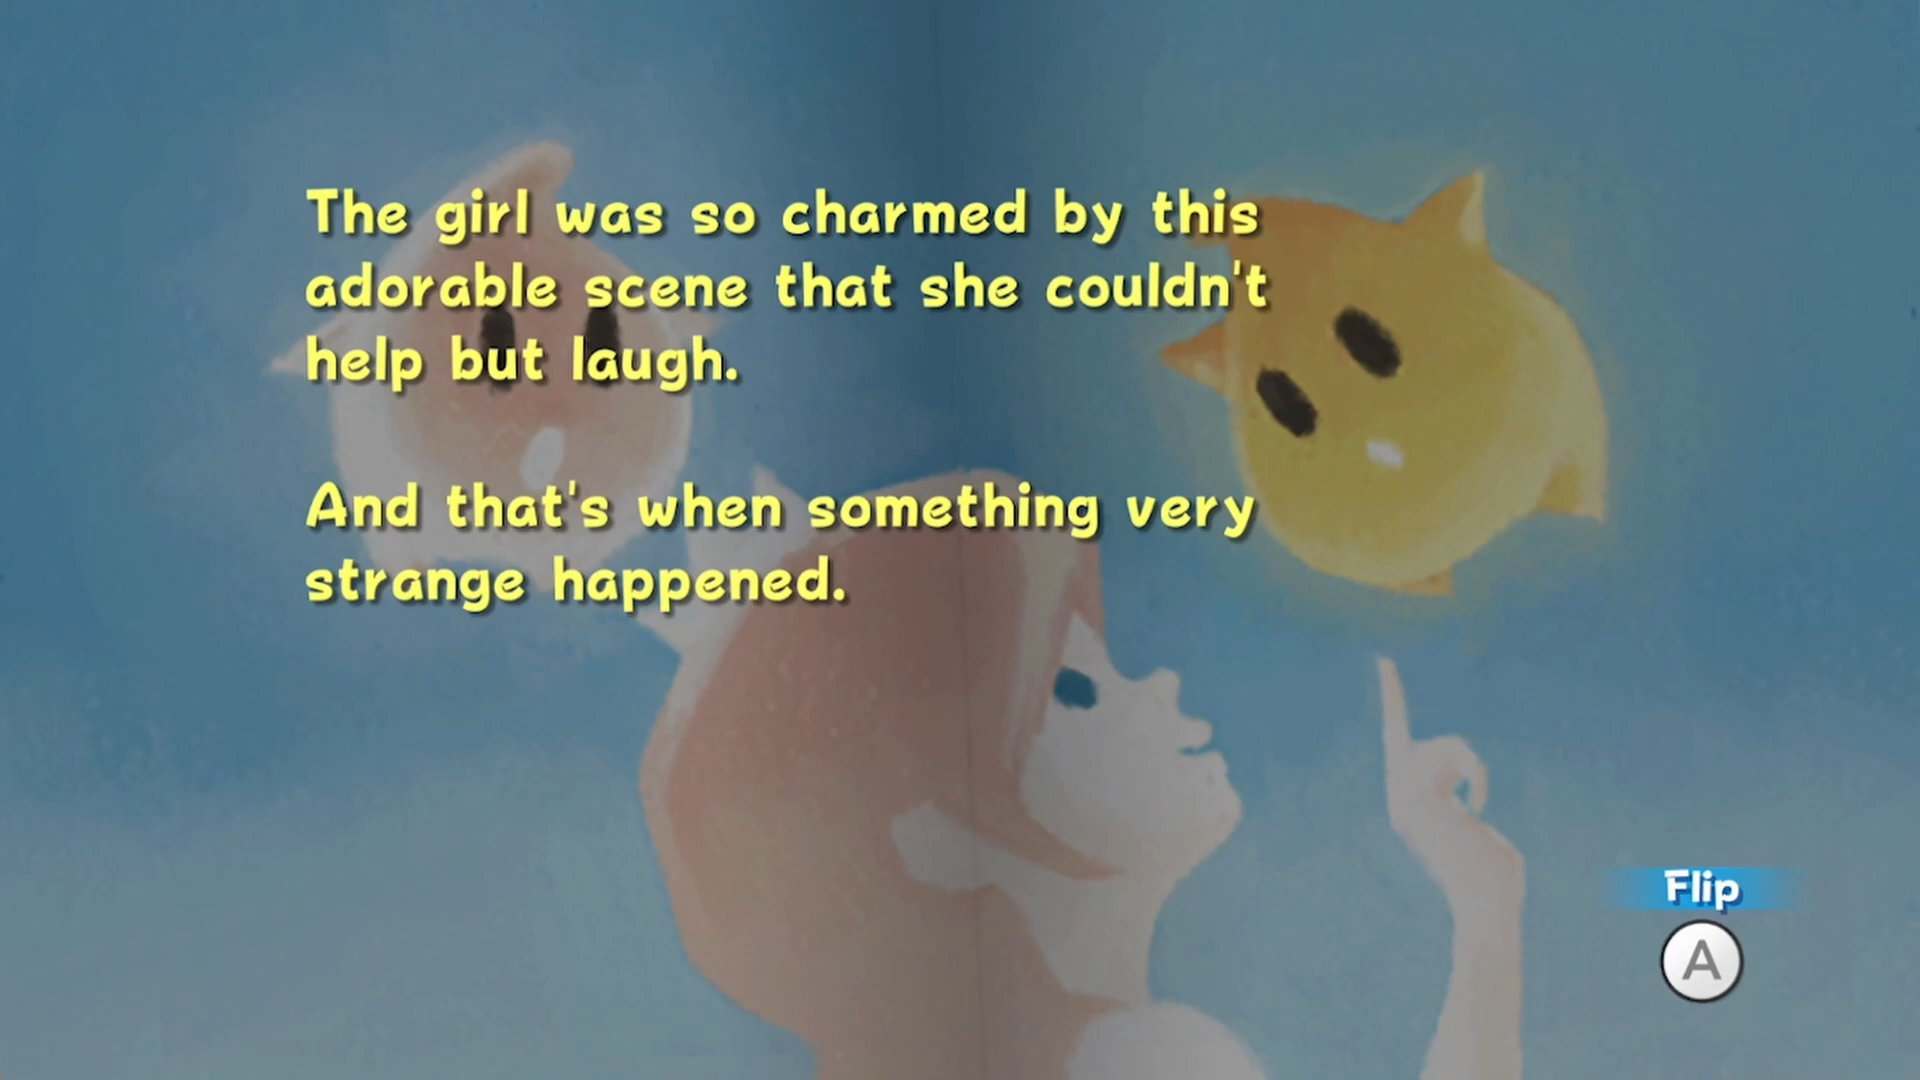 The girl was so charmed by this
adorable scene that she couldn't
help but laugh.
And that's when something very
strange happened.
Flip
A